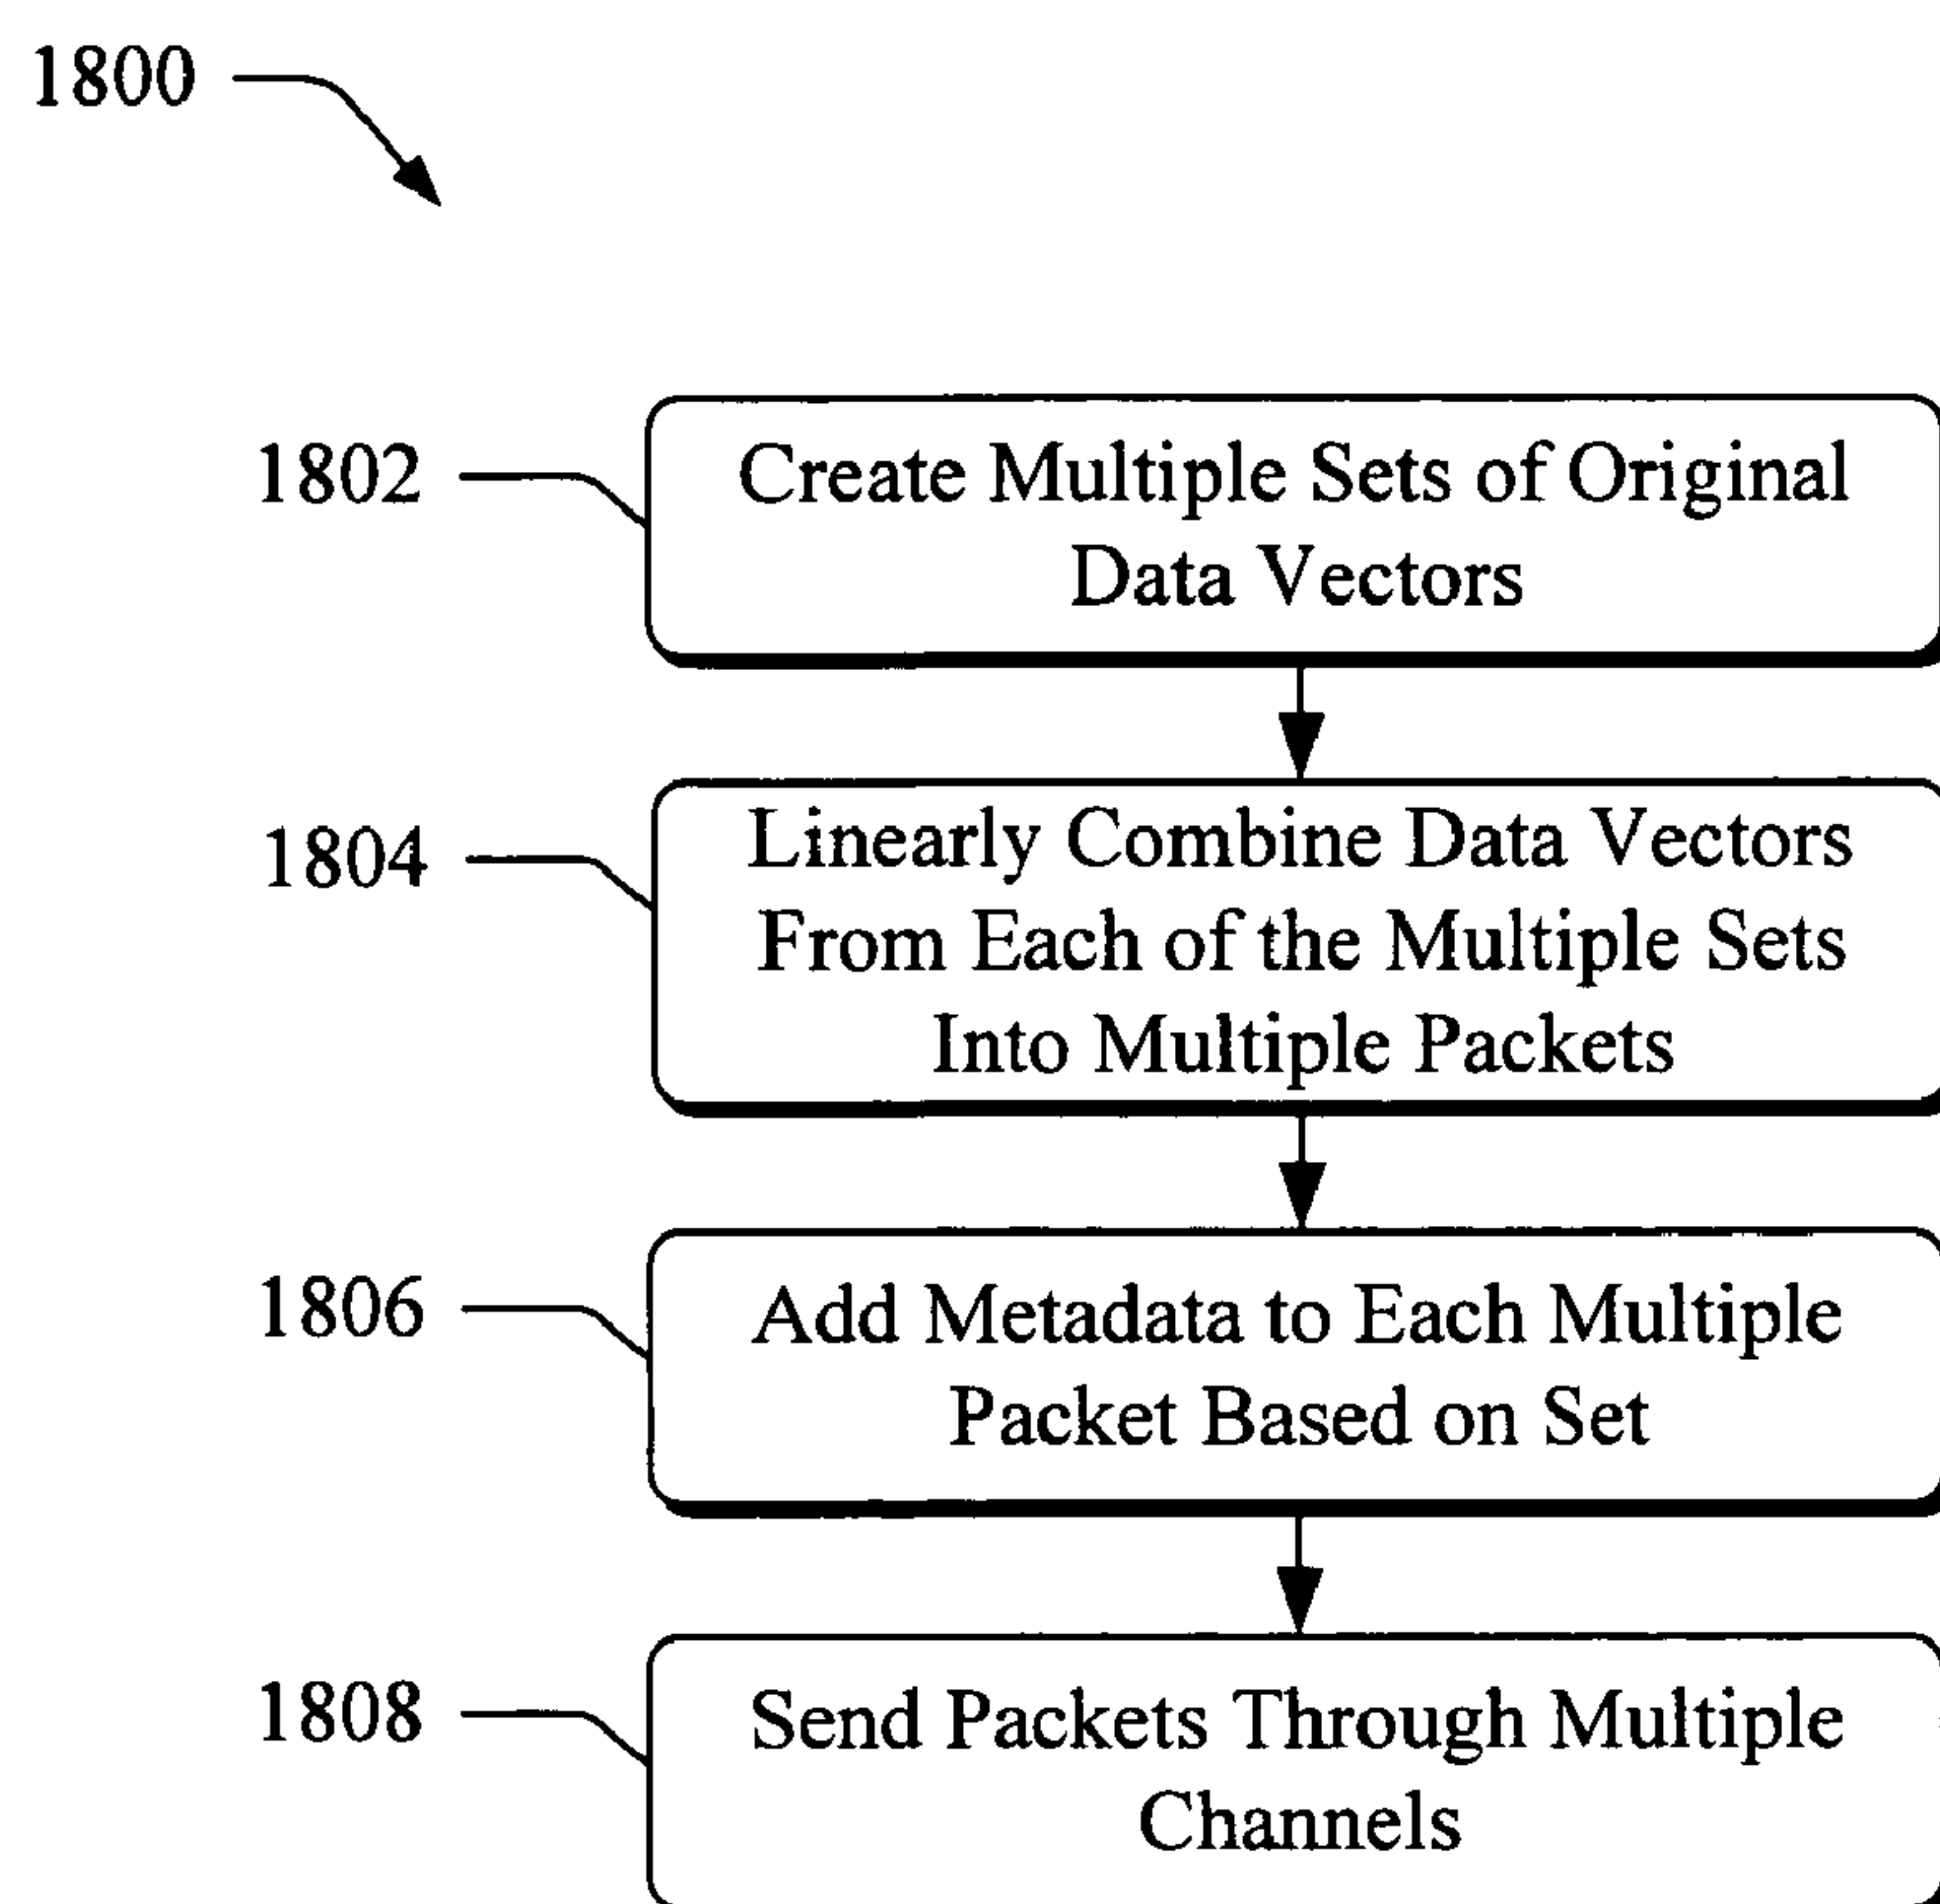 1800
1802
Create Multiple Sets of Original
Data Vectors
1804
Linearly Combine Data Vectors
From Each of the Multiple Sets
Into Multiple Packets
1806
Add Metadata to Each Multiple
Packet Based on Set
1808
Send Packets Through Multiple
Channels